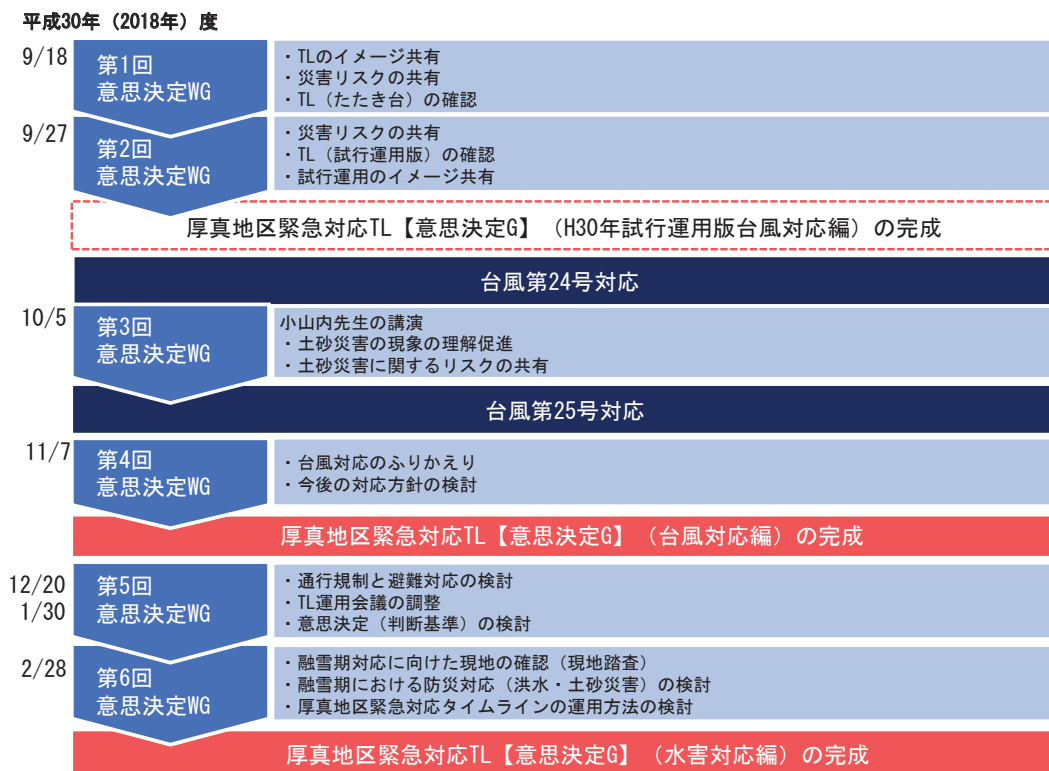 平成30年（2018年）度
9/18
第1回
意思決定WG
・TLのイメージ共有
・災害リスクの共有
・TL（たたき台）の確認
9/27
第2回
意思決定WG
・災害リスクの共有
・TL（試行運用版）の確認
・試行運用のイメージ共有
厚真地区緊急対応TL【意思決定G】（H30年試行運用版台風対応編）の完成
台風第24号対応
10/5
第3回
意思決定WG
小山内先生の講演
・土砂災害の現象の理解促進
・土砂災害に関するリスクの共有
台風第25号対応
11/7
第4回
意思決定WG
・台風対応のふりかえり
・今後の対応方針の検討
厚真地区緊急対応TL【意思決定G】（台風対応編）の完成
12/20
1/30
第5回
意思決定WG
・通行規制と避難対応の検討
・TL運用会議の調整
・意思決定（判断基準）の検討
2/28
第6回
意思決定WG
・融雪期対応に向けた現地の確認（現地踏査）
・融雪期における防災対応（洪水・土砂災害）の検討
・厚真地区緊急対応タイムラインの運用方法の検討
厚真地区緊急対応TL【意思決定G】（水害対応編）の完成